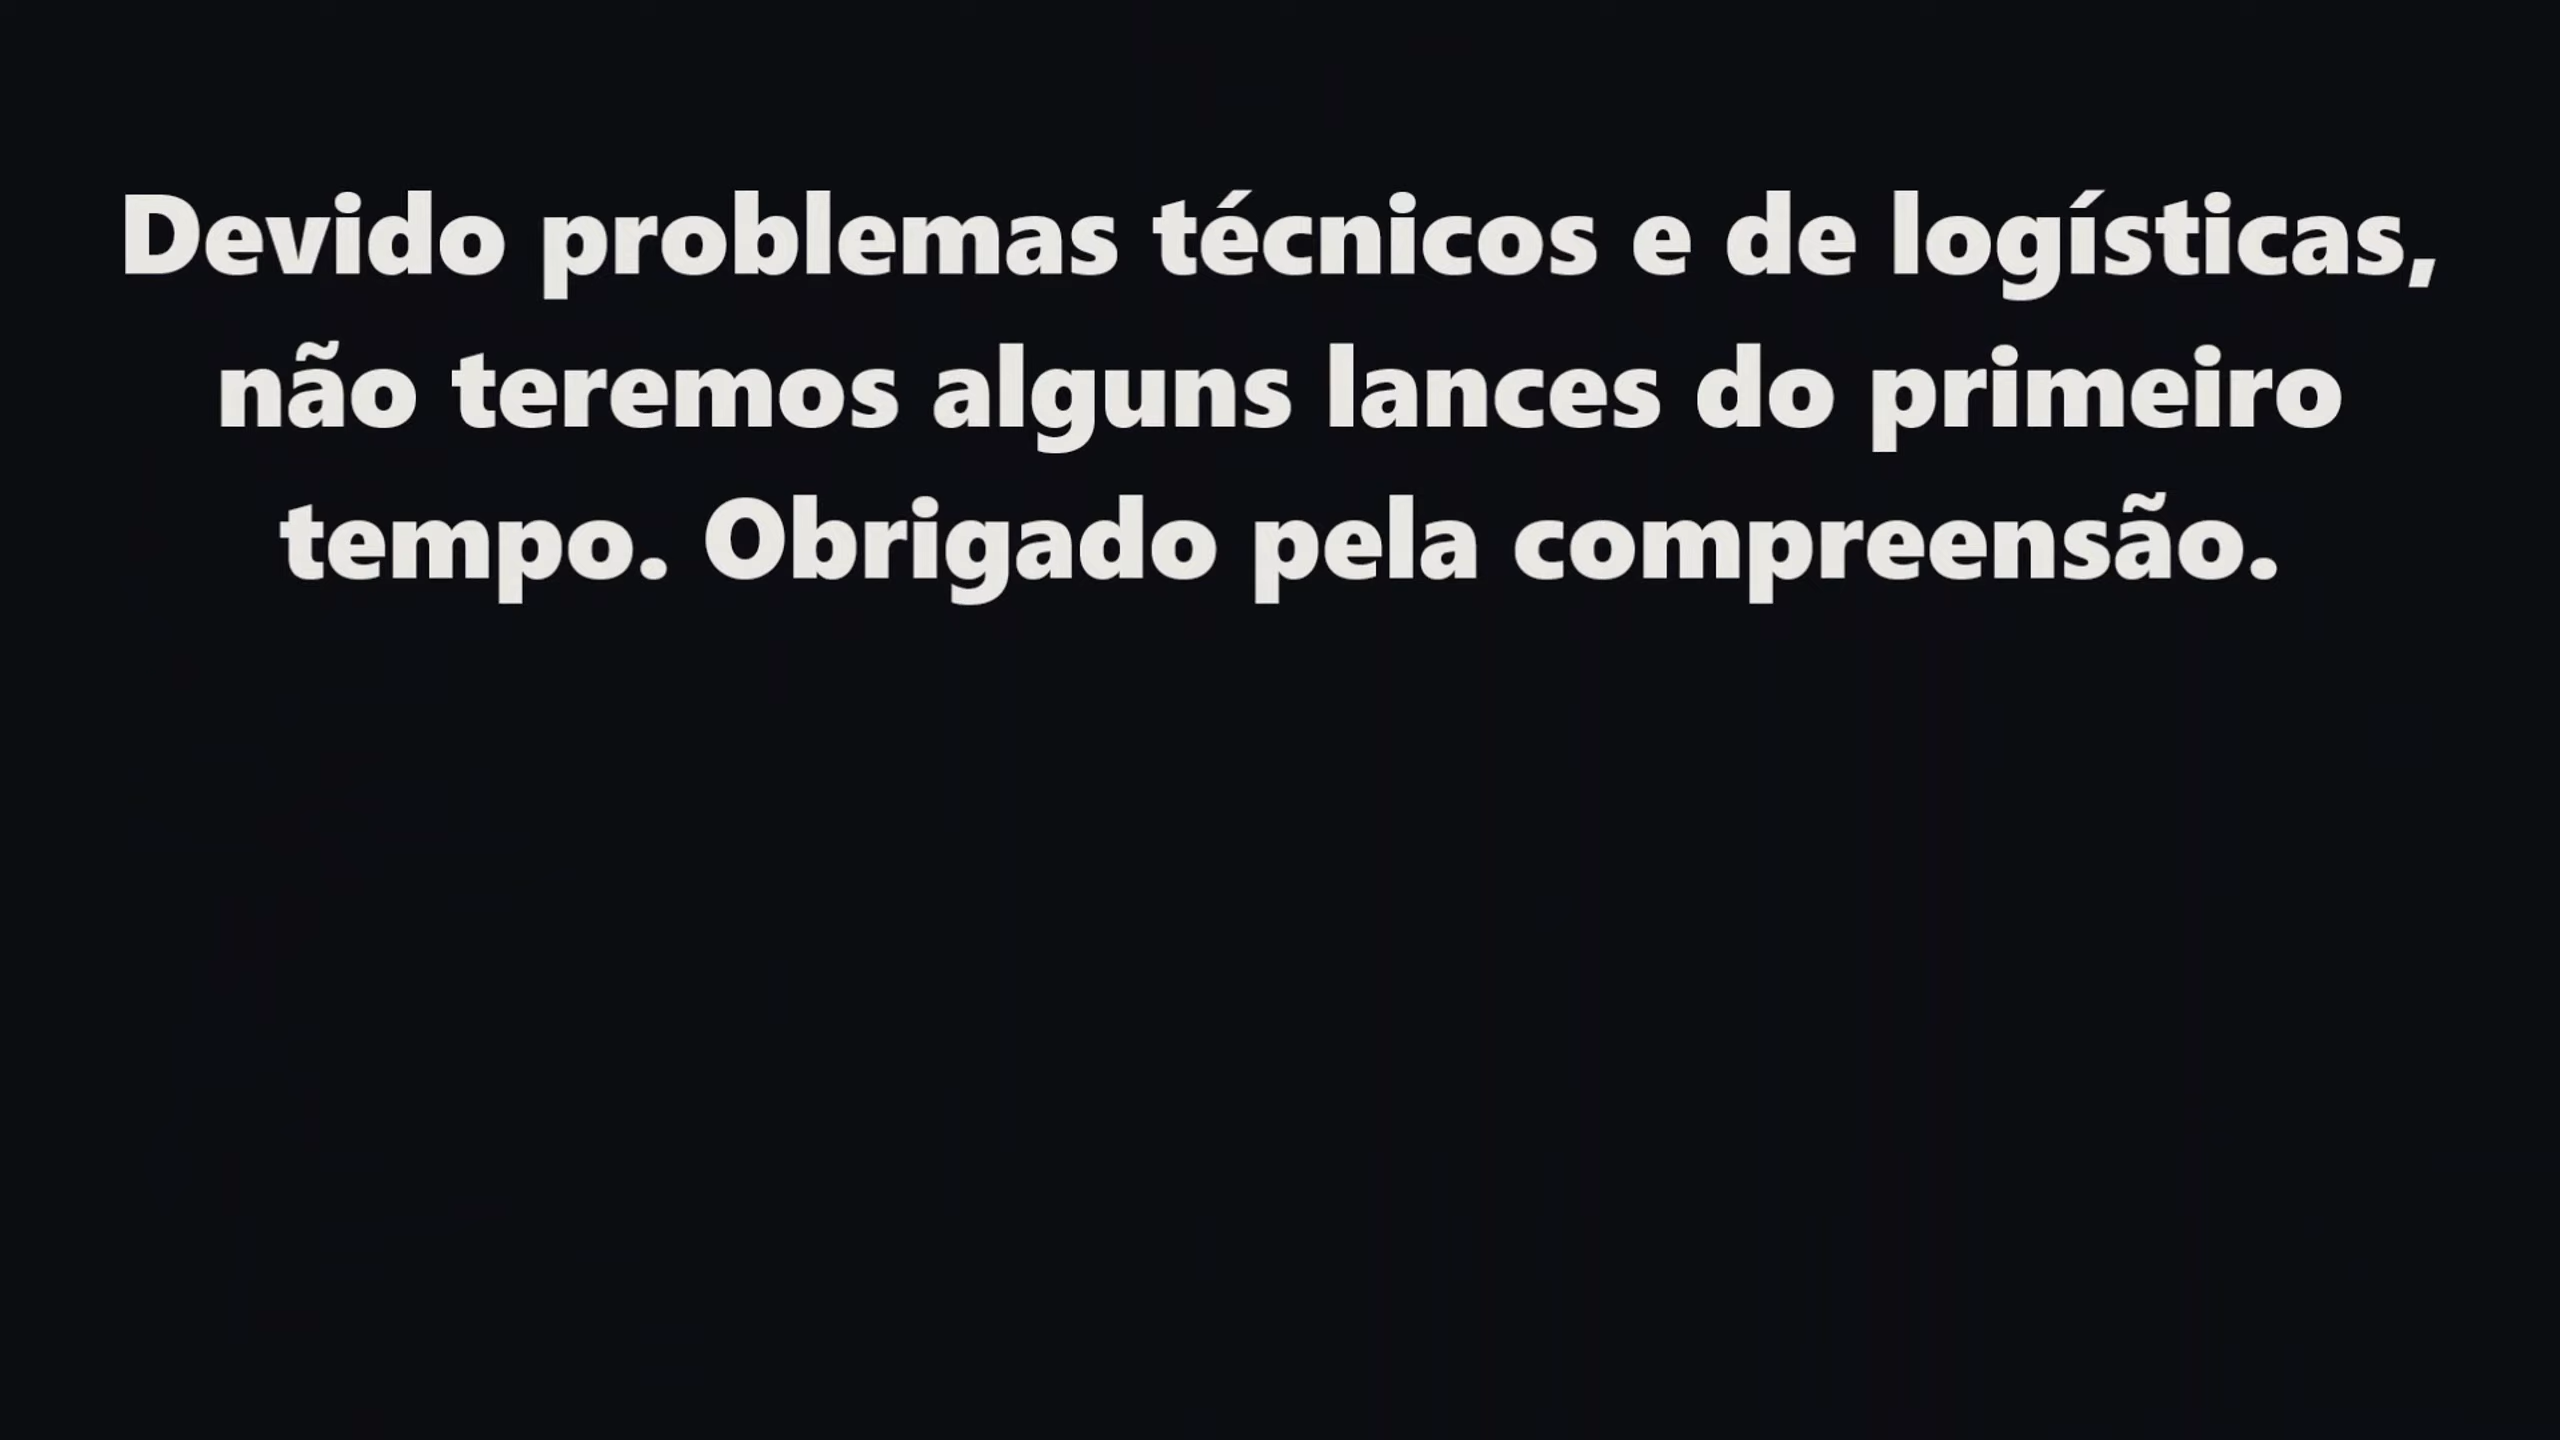 Devido problemas técnicos e de logísticas,
não teremos alguns lances do primeiro
tempo. Obrigado pela compreensão.